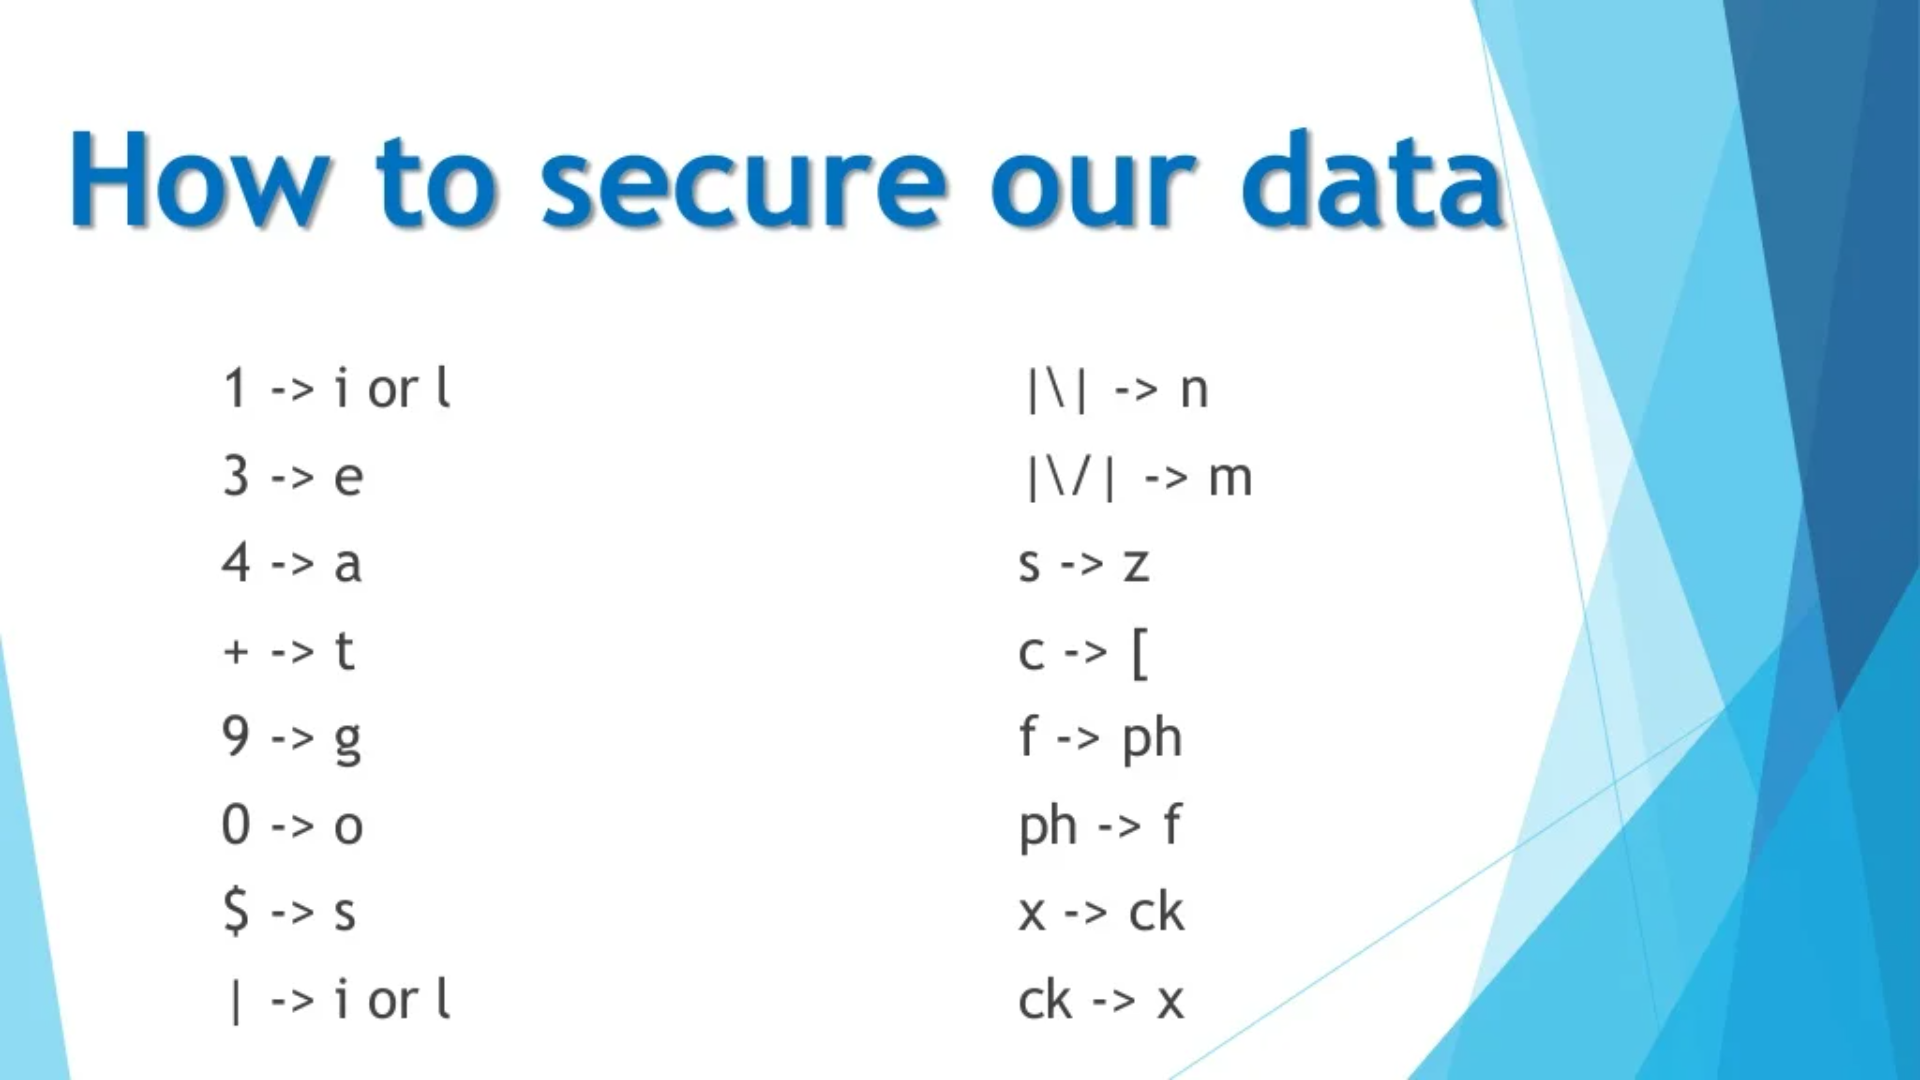 How to secure our data
1 -> i or l
3 -> e
4 -> a
+ -> t
9 -> g
0 -> o
$ -> s
| -> i or l
|\| -> n
|\/| -> m
s -> z
c -> [
f -> ph
ph -> f
x -> ck
ck -> x